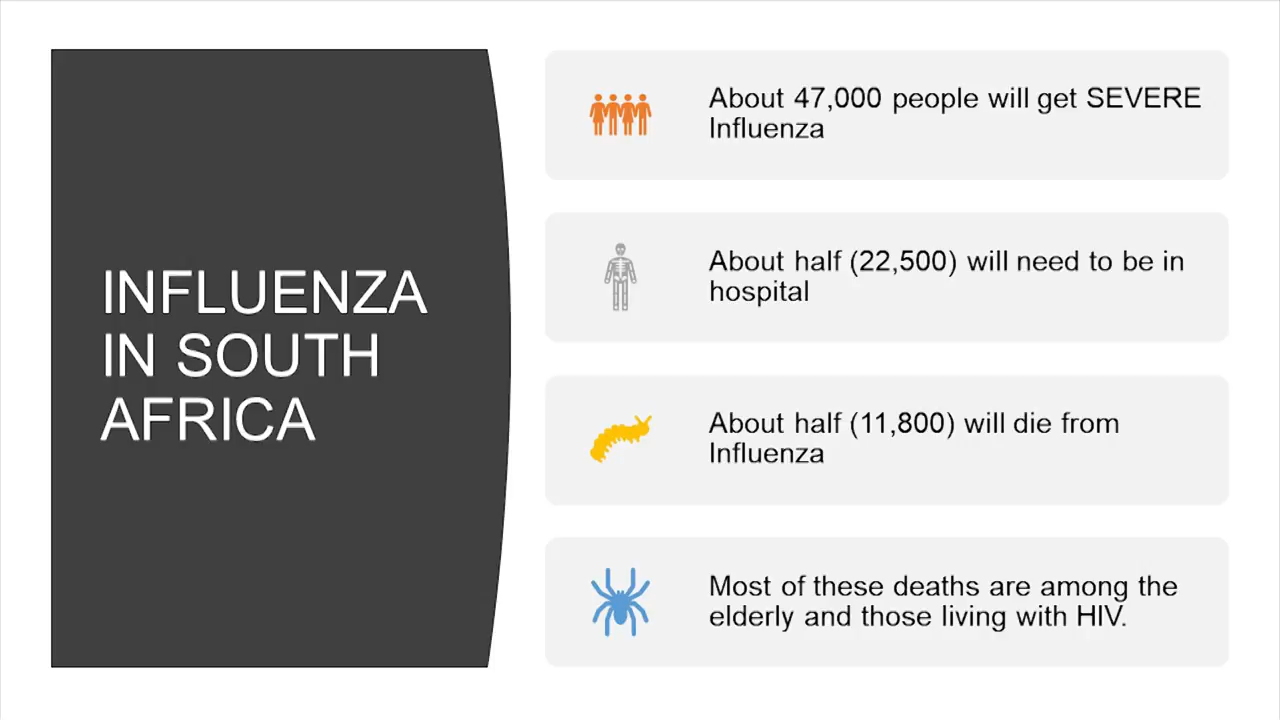 INFLUENZA
IN SOUTH
AFRICA
About 47,000 people will get SEVERE
Influenza
About half (22,500) will need to be in
hospital
About half (11,800) will die from
Influenza
Most of these deaths are among the
elderly and those living with HIV.